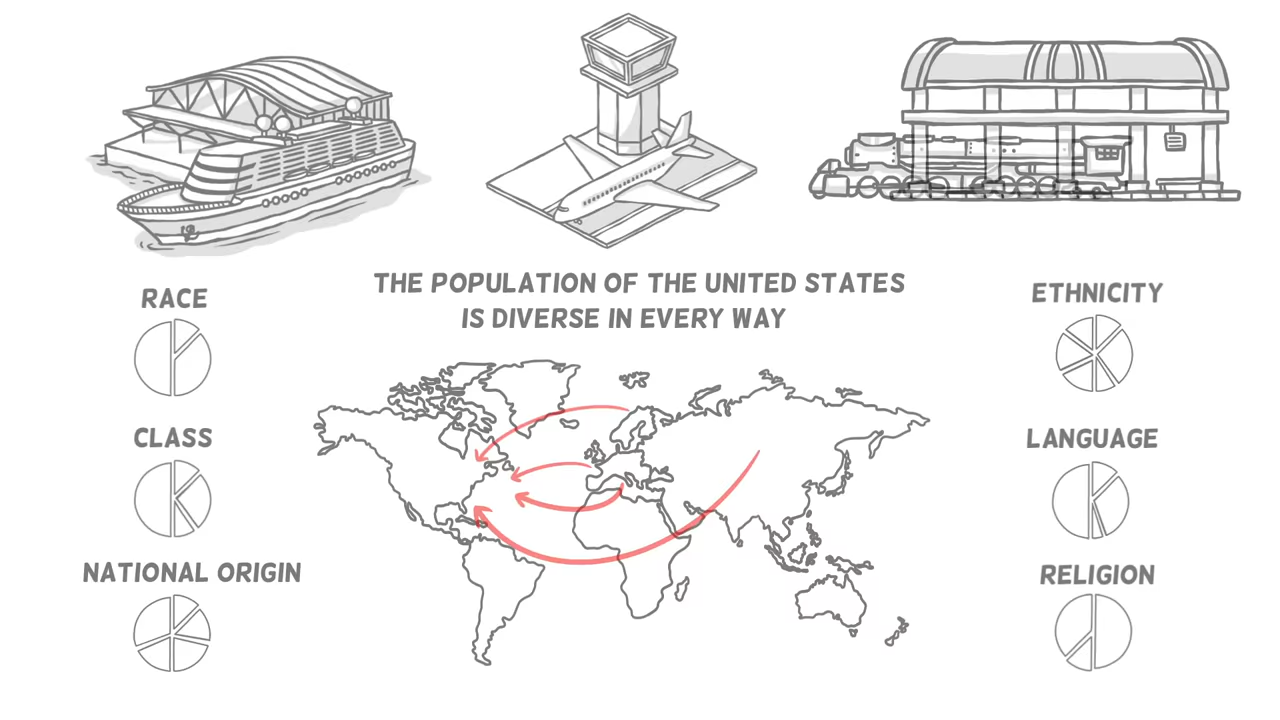 THE POPULATION OF THE UNITED STATES
IS DIVERSE IN EVERY WAY
RACE
CLASS
NATIONAL ORIGIN
ETHNICITY
LANGUAGE
RELIGION